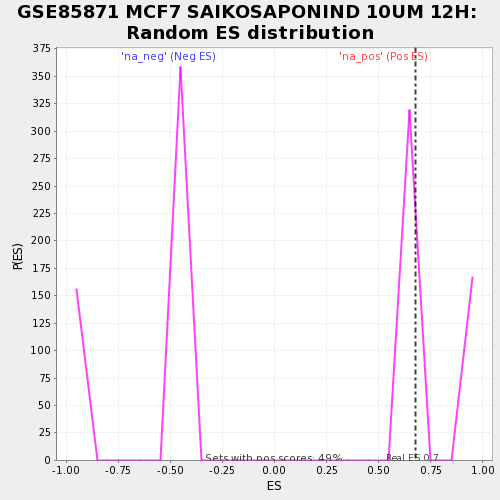 GSE85871 MCF7 SAIKOSAPONIND 10UM 12H:
Random ES distribution
'na_neg' (Neg ES)
'na_pos' (Pos ES)
375
350
325
300
275
250
225
200
175
150
125
100
75
50
25
0
P(ES)
Sets with pos scores: 49%
Real ES 0.7
-1.00 -0.75 -0.50 -0.25 0.00 0.25 0.50 0.75 1.00
ES